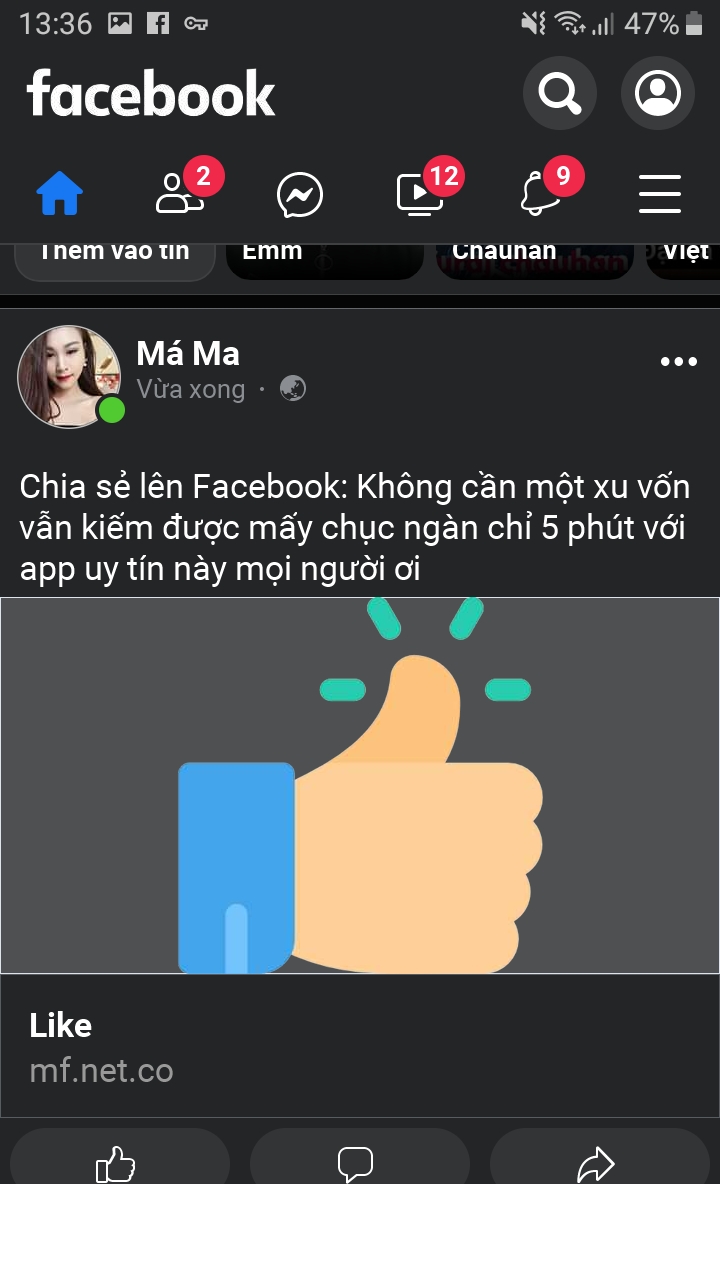 13:36
47%
facebook
2
12
9
Thêm vào tin
Emm
Chauhan
Việt
Má Ma
Vừa xong ·
Chia sẻ lên Facebook: Không cần một xu vốn
vẫn kiếm được mấy chục ngàn chỉ 5 phút với
app uy tín này mọi người ơi
Like
mf.net.co